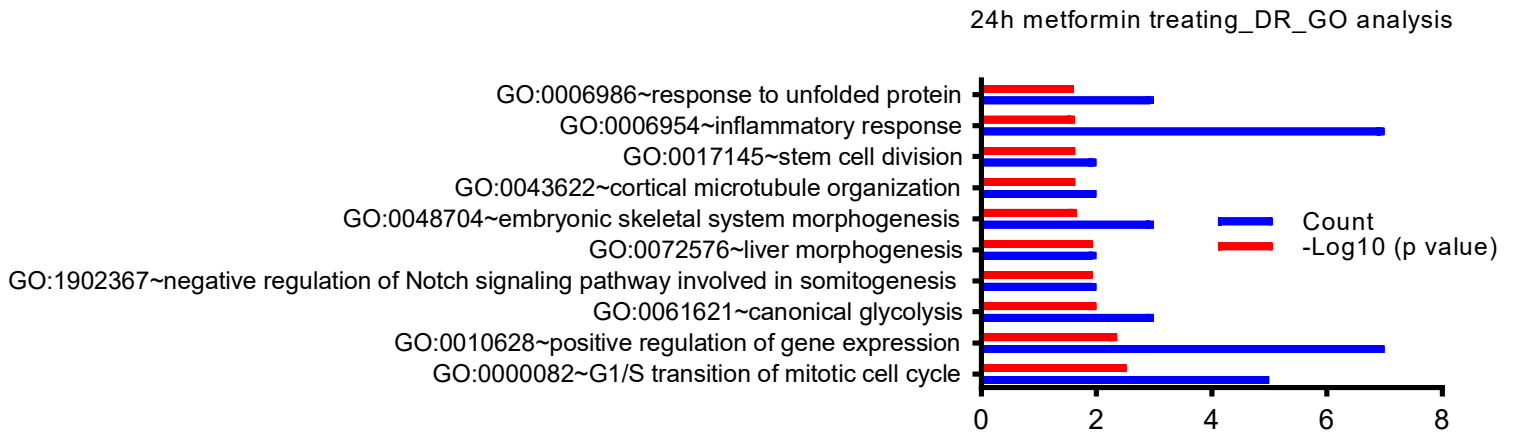 24h metformin treating_DR_GO analysis
GO:0006986~response to unfolded protein
GO:0006954~inflammatory response
GO:0017145~stem cell division
GO:0043622~cortical microtubule organization
GO:0048704~embryonic skeletal system morphogenesis
GO:0072576~liver morphogenesis
GO:1902367~negative regulation of Notch signaling pathway involved in somitogenesis
GO:0061621~canonical glycolysis
GO:0010628~positive regulation of gene expression
GO:0000082~G1/S transition of mitotic cell cycle
Count
-Log10 (p value)
0 2 4 6 8